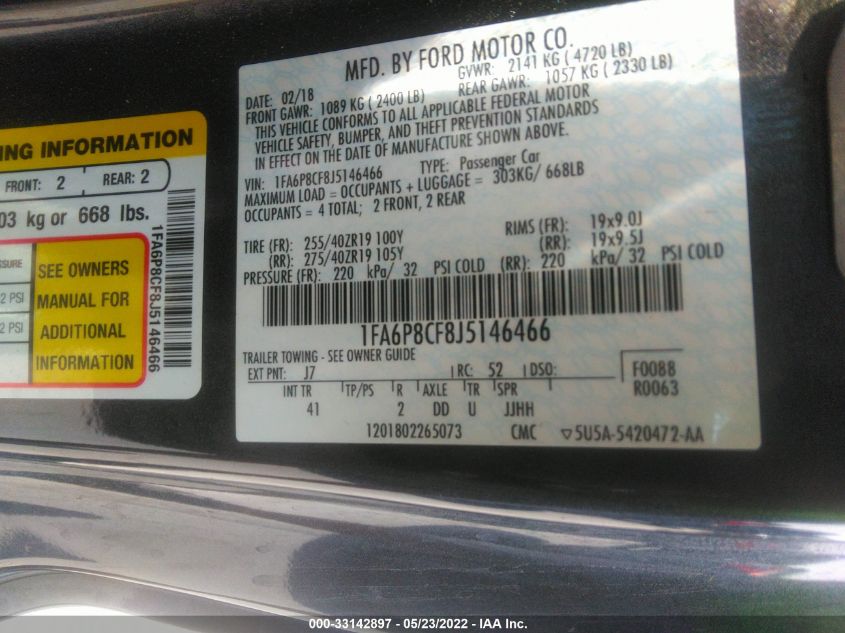 ING INFORMATION
FRONT: 2 REAR: 2
03 kg or 668 lbs.
SSURE
2 PSI
2 PSI
SEE OWNERS
MANUAL FOR
ADDITIONAL
INFORMATION
1FA6P8CF8J5146466
MFD. BY FORD MOTOR CO.
DATE: 02/18 GVWR: 2141 KG ( 4720 LB)
FRONT GAWR: 1089 KG ( 2400 LB) REAR GAWR: 1057 KG ( 2330 LB)
THIS VEHICLE CONFORMS TO ALL APPLICABLE FEDERAL MOTOR
VEHICLE SAFETY, BUMPER, AND THEFT PREVENTION STANDARDS
IN EFFECT ON THE DATE OF MANUFACTURE SHOWN ABOVE.
VIN: 1FA6P8CF8J5146466 TYPE: Passenger Car
MAXIMUM LOAD = OCCUPANTS + LUGGAGE = 303KG/ 668LB
OCCUPANTS = 4 TOTAL; 2 FRONT, 2 REAR
TIRE (FR): 255/40ZR19 100Y RIMS (FR): 19x9.0J
(RR): 275/40ZR19 105Y (RR): 19x9.5J
PRESSURE (FR): 220 kPa/ 32 PSI COLD (RR): 220 kPa/ 32 PSI COLD
1FA6P8CF8J5146466
TRAILER TOWING - SEE OWNER GUIDE
EXT PNT: J7 RC: 52 DSO: F0088
INT TR TP/PS R AXLE TR SPR R0063
41 2 DD U JJHH
1201802265073 CMC ▽5U5A-5420472-AA
000-33142897 - 05/23/2022 - IAA Inc.